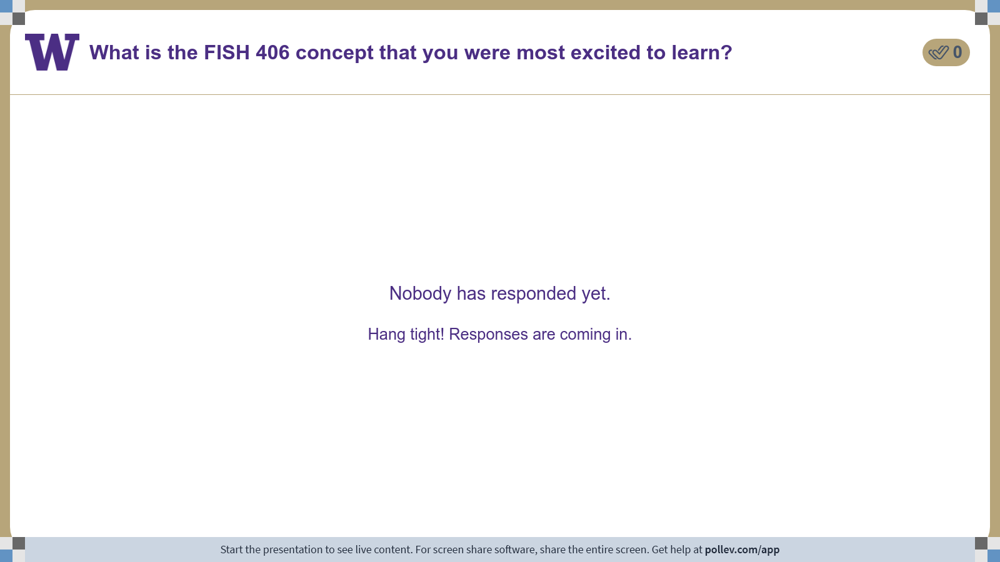 W What is the FISH 406 concept that you were most excited to learn? 0
Nobody has responded yet.
Hang tight! Responses are coming in.
Start the presentation to see live content. For screen share software, share the entire screen. Get help at pollev.com/app